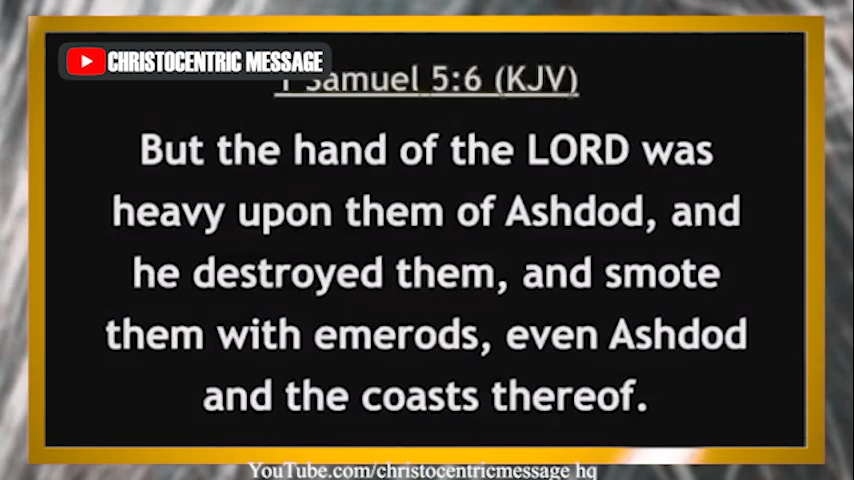 CHRISTOCENTRIC MESSAGE
1 Samuel 5:6 (KJV)
But the hand of the LORD was
heavy upon them of Ashdod, and
he destroyed them, and smote
them with emerods, even Ashdod
and the coasts thereof.
YouTube.com/christocentricmessage hq